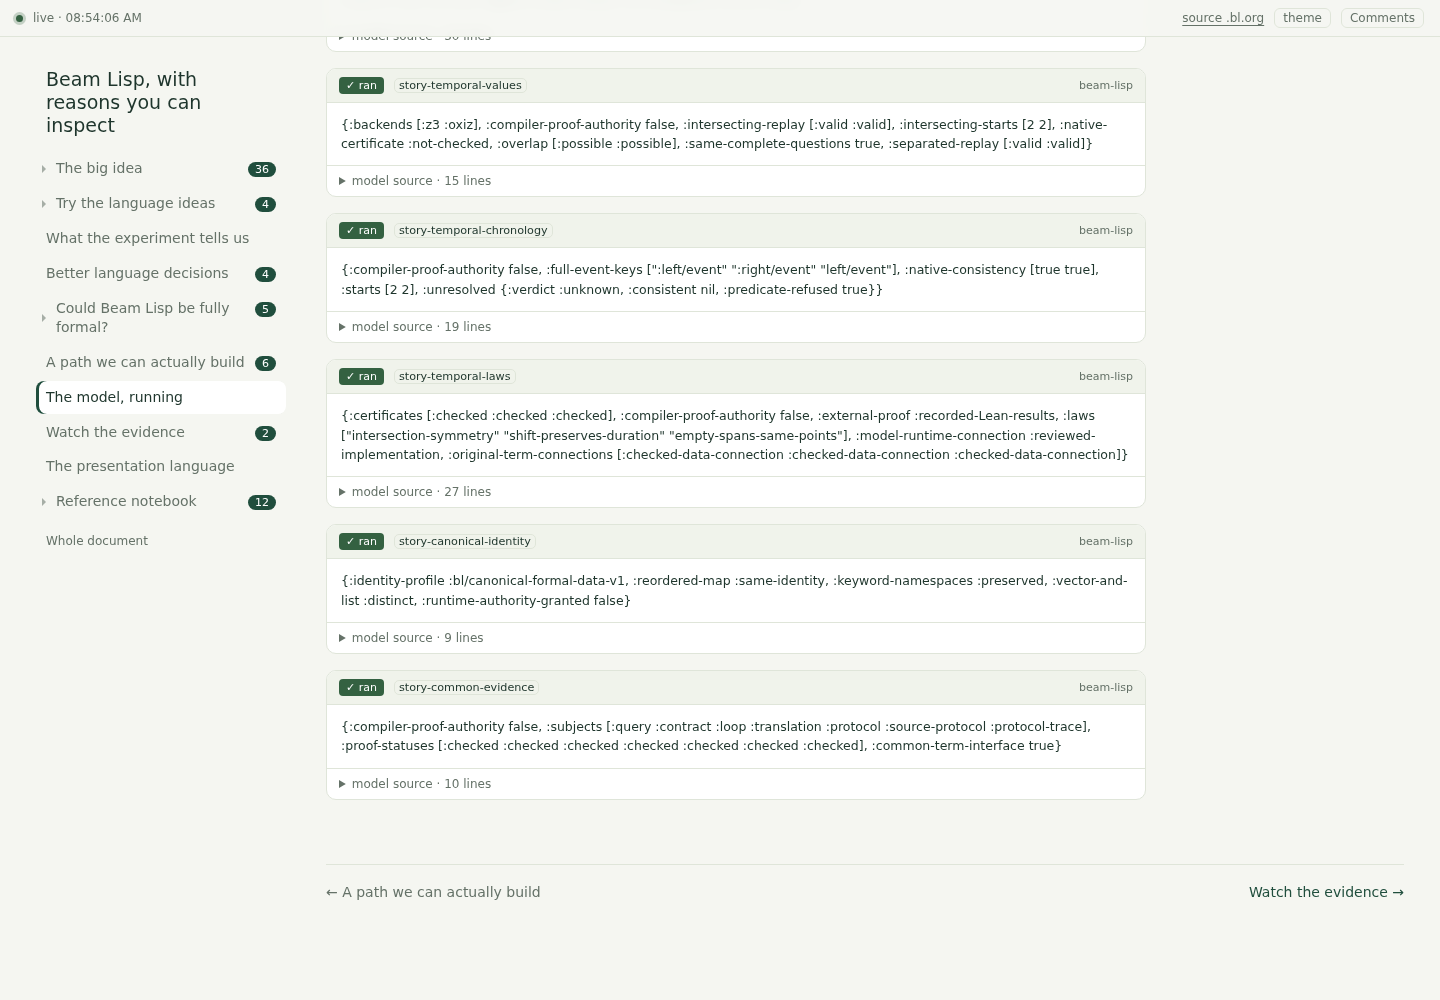 live · 08:54:06 AM
source .bl.org
theme
Comments
Beam Lisp, with
reasons you can
inspect
The big idea 36
Try the language ideas 4
What the experiment tells us
Better language decisions 4
Could Beam Lisp be fully 5
formal?
A path we can actually build 6
The model, running
Watch the evidence 2
The presentation language
Reference notebook 12
Whole document
✓ ran story-temporal-values beam-lisp
{:backends [:z3 :oxiz], :compiler-proof-authority false, :intersecting-replay [:valid :valid], :intersecting-starts [2 2], :native-
certificate :not-checked, :overlap [:possible :possible], :same-complete-questions true, :separated-replay [:valid :valid]}
▶ model source · 15 lines
✓ ran story-temporal-chronology beam-lisp
{:compiler-proof-authority false, :full-event-keys [":left/event" ":right/event" "left/event"], :native-consistency [true true],
:starts [2 2], :unresolved {:verdict :unknown, :consistent nil, :predicate-refused true}}
▶ model source · 19 lines
✓ ran story-temporal-laws beam-lisp
{:certificates [:checked :checked :checked], :compiler-proof-authority false, :external-proof :recorded-Lean-results, :laws
["intersection-symmetry" "shift-preserves-duration" "empty-spans-same-points"], :model-runtime-connection :reviewed-
implementation, :original-term-connections [:checked-data-connection :checked-data-connection :checked-data-connection]}
▶ model source · 27 lines
✓ ran story-canonical-identity beam-lisp
{:identity-profile :bl/canonical-formal-data-v1, :reordered-map :same-identity, :keyword-namespaces :preserved, :vector-and-
list :distinct, :runtime-authority-granted false}
▶ model source · 9 lines
✓ ran story-common-evidence beam-lisp
{:compiler-proof-authority false, :subjects [:query :contract :loop :translation :protocol :source-protocol :protocol-trace],
:proof-statuses [:checked :checked :checked :checked :checked :checked :checked], :common-term-interface true}
▶ model source · 10 lines
← A path we can actually build
Watch the evidence →